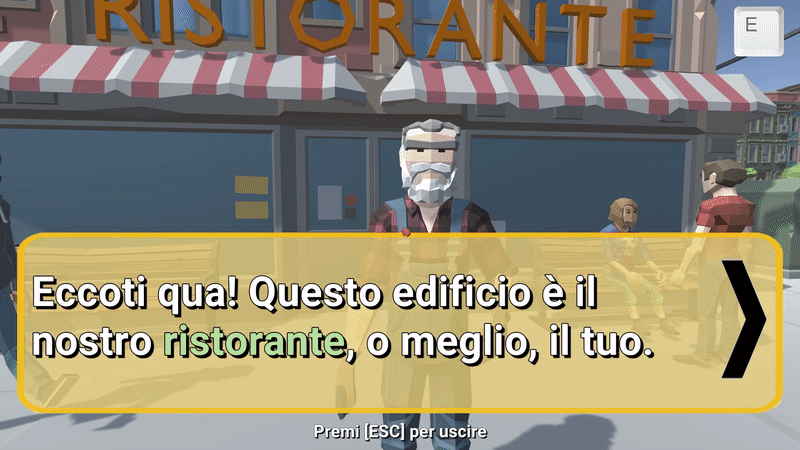 RISTORANTE
E
Eccoti qua! Questo edificio è il
nostro ristorante, o meglio, il tuo.
Premi [ESC] per uscire